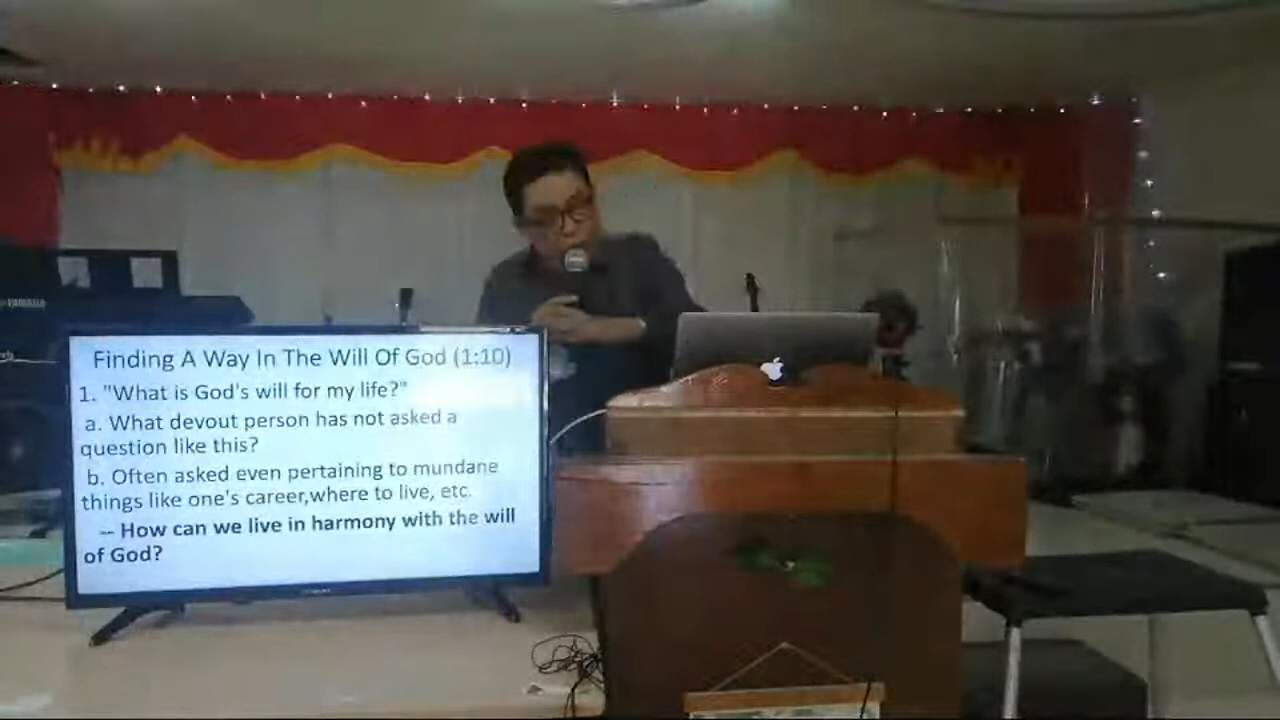 YAMAHA
Finding A Way In The Will Of God (1:10)
1. "What is God's will for my life?"
a. What devout person has not asked a
question like this?
b. Often asked even pertaining to mundane
things like one's career,where to live, etc.
-- How can we live in harmony with the will
of God?